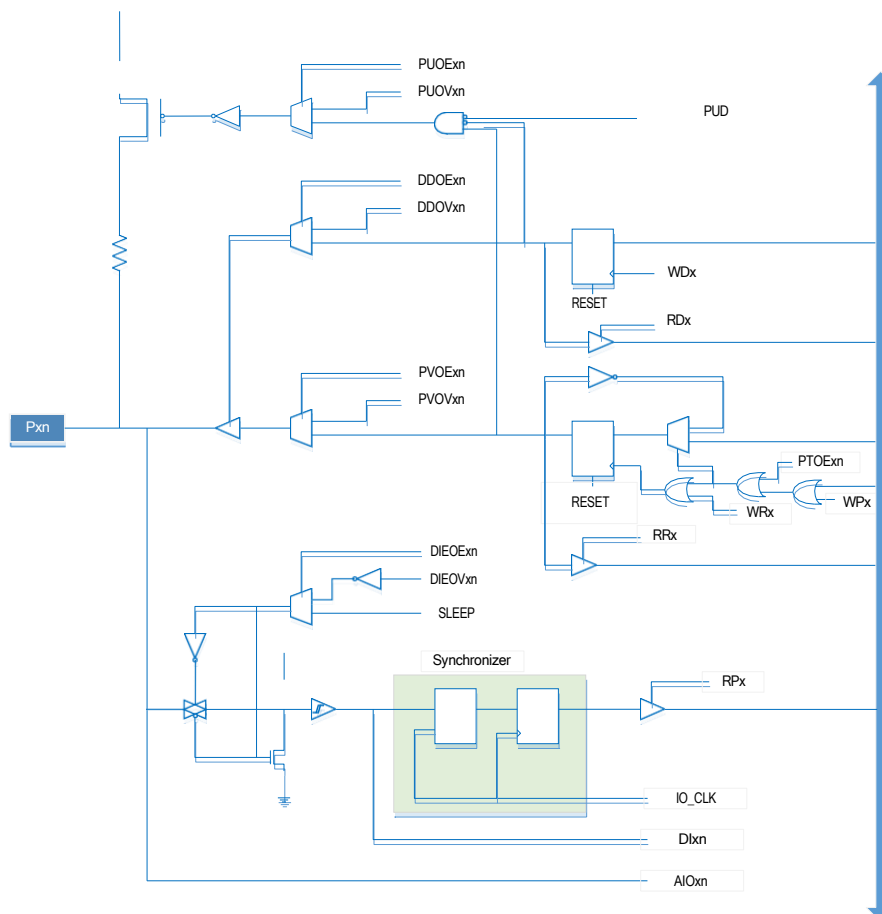 PUOExn
PUOVxn
PUD
DDOExn
DDOVxn
WDx
RESET
RDx
PVOExn
PVOVxn
Pxn
PTOExn
RESET
WRx
WPx
RRx
DIEOExn
DIEOVxn
SLEEP
Synchronizer
RPx
IO_CLK
DIxn
AIOxn